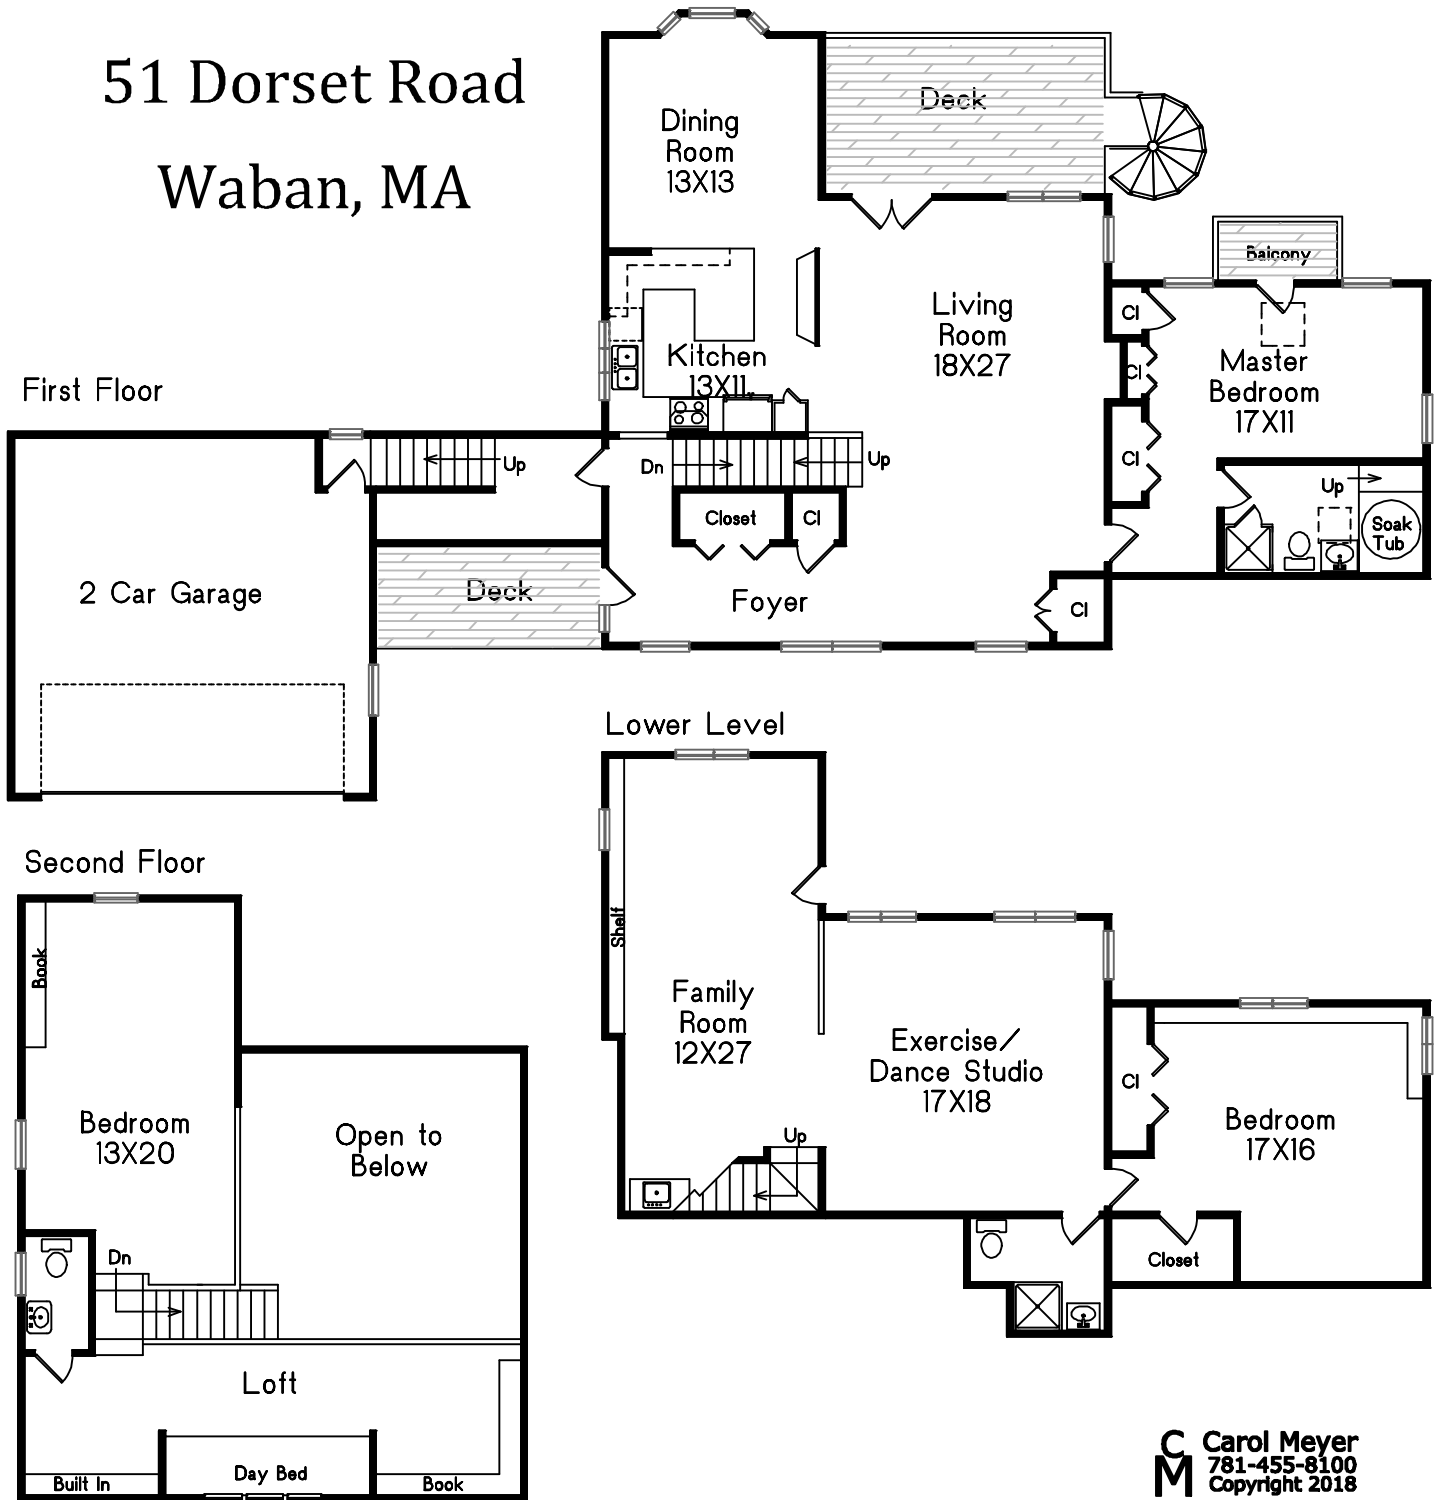 51 Dorset Road
Waban, MA
First Floor
Dining
Room
13X13
Deck
Balcony
Living
Room
18X27
Kitchen
13X11
Cl
Cl
Cl
Master
Bedroom
17X11
Up
Dn
Up
Up
Soak
Tub
Closet
Cl
2 Car Garage
Deck
Foyer
Cl
Lower Level
Shelf
Family
Room
12X27
Exercise/
Dance Studio
17X18
Cl
Bedroom
17X16
Up
Closet
Second Floor
Book
Bedroom
13X20
Open to
Below
Dn
Loft
Built In
Day Bed
Book
CM
Carol Meyer
781-455-8100
Copyright 2018